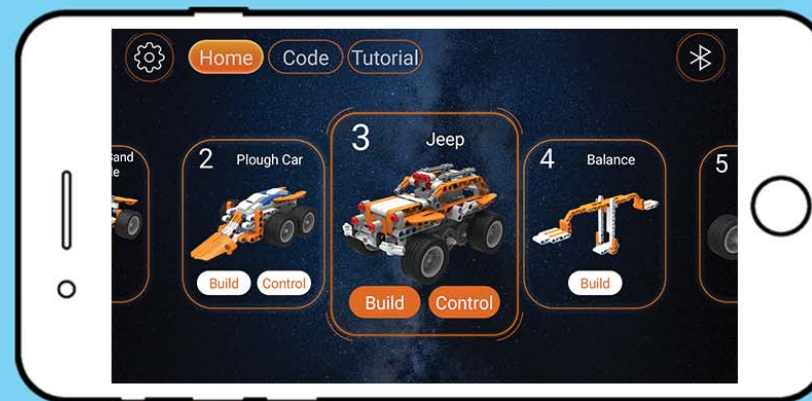 Home
Code
Tutorial
2
Plough Car
Build
Control
3
Jeep
Build
Control
4
Balance
Build
5